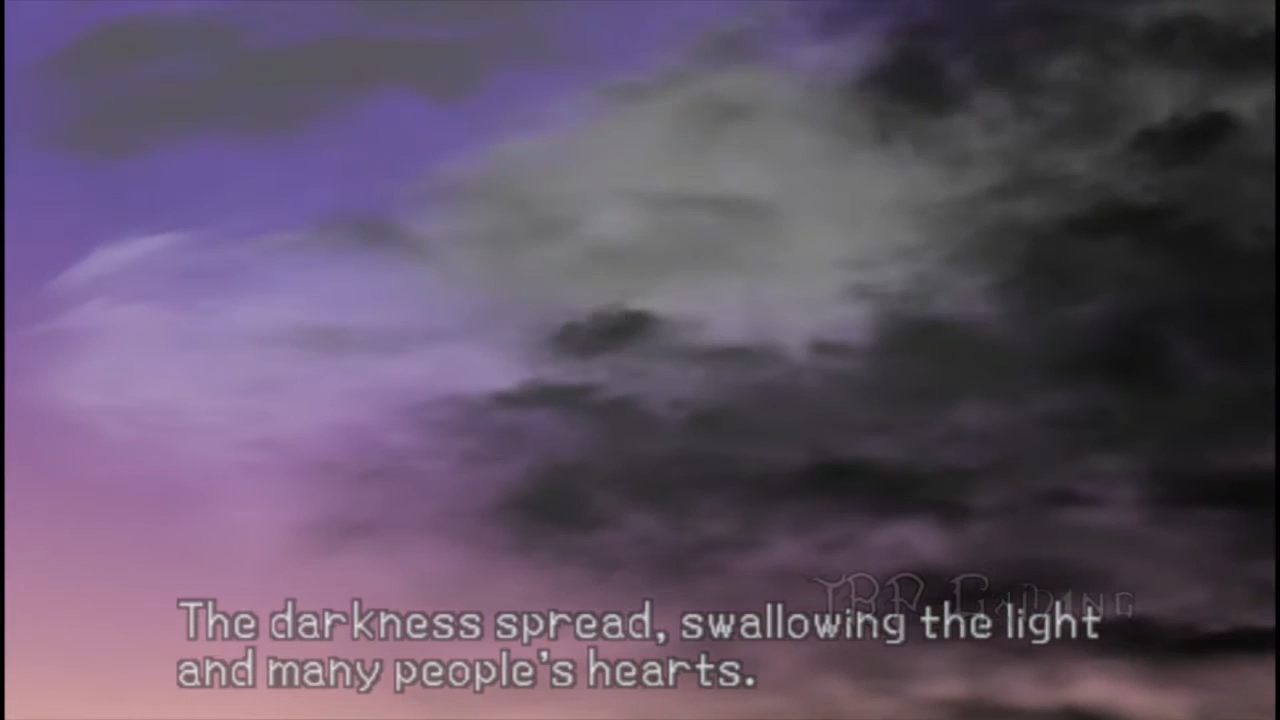 The darkness spread, swallowing the light
and many people's hearts.